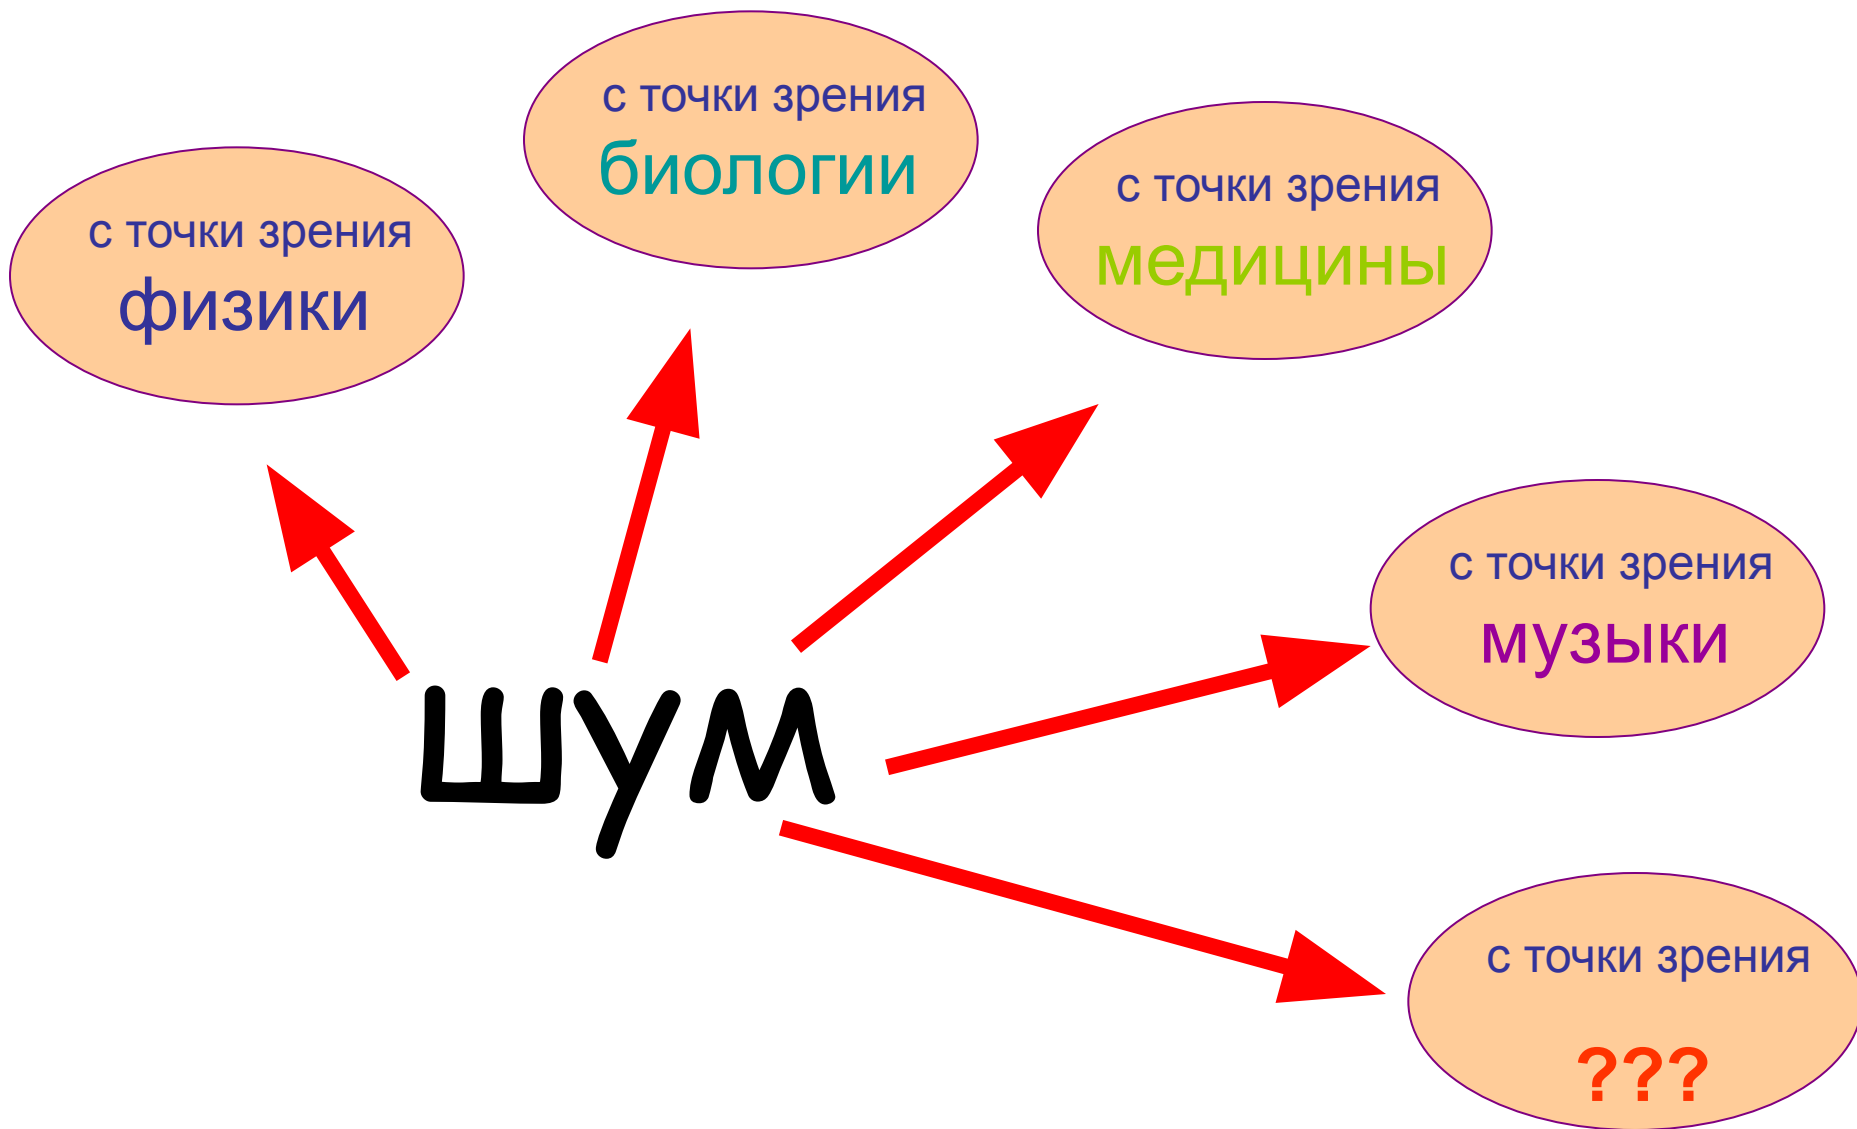 с точки зрения
физики
с точки зрения
биологии
с точки зрения
медицины
с точки зрения
музыки
шум
с точки зрения
???